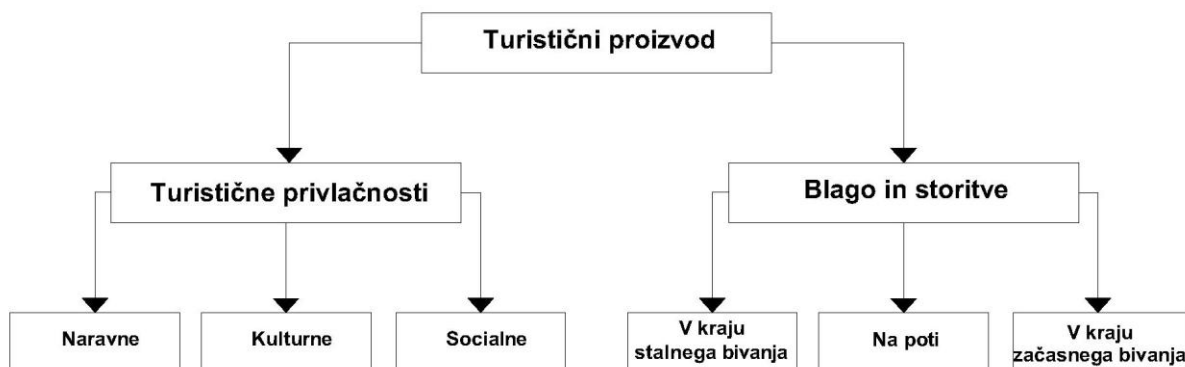 Turistični proizvod
Turistične privlačnosti
Blago in storitve
Naravne
Kulturne
Socialne
V kraju
stalnega bivanja
Na poti
V kraju
začasnega bivanja